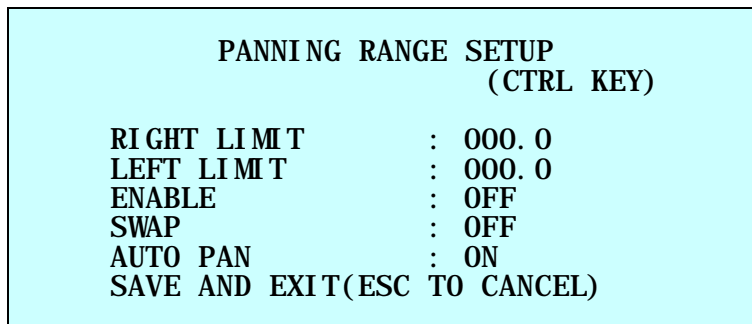 PANNING RANGE SETUP
(CTRL KEY)
RIGHT LIMIT : 000.0
LEFT LIMIT : 000.0
ENABLE : OFF
SWAP : OFF
AUTO PAN : ON
SAVE AND EXIT(ESC TO CANCEL)